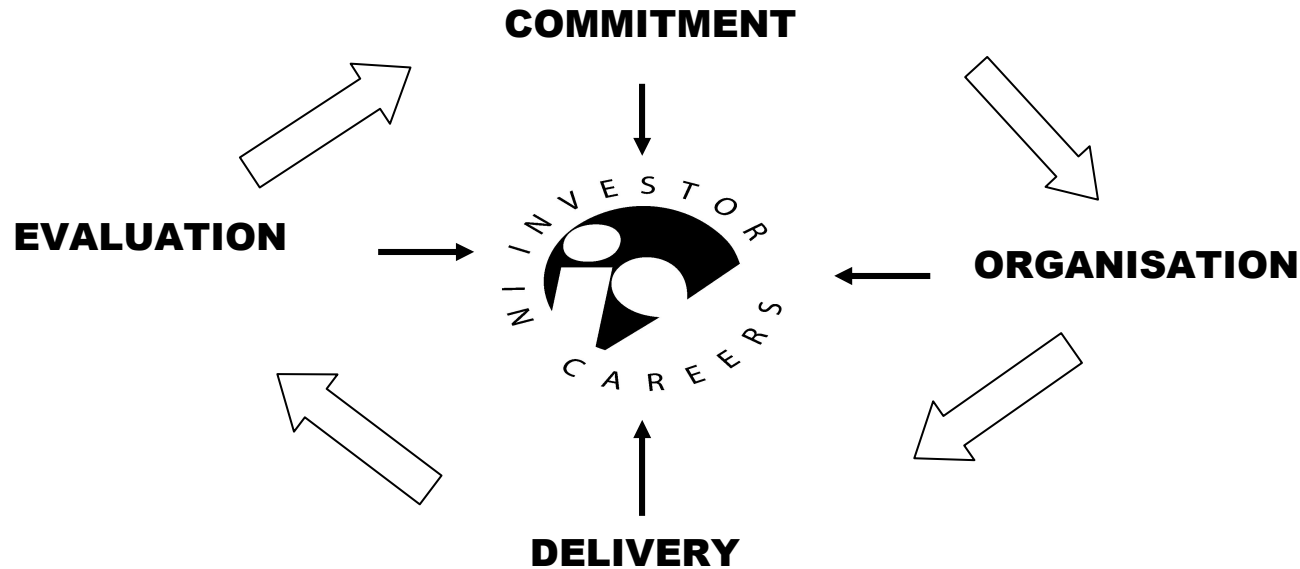 COMMITMENT
EVALUATION
INVESTOR
IN
CAREERS
ORGANISATION
DELIVERY